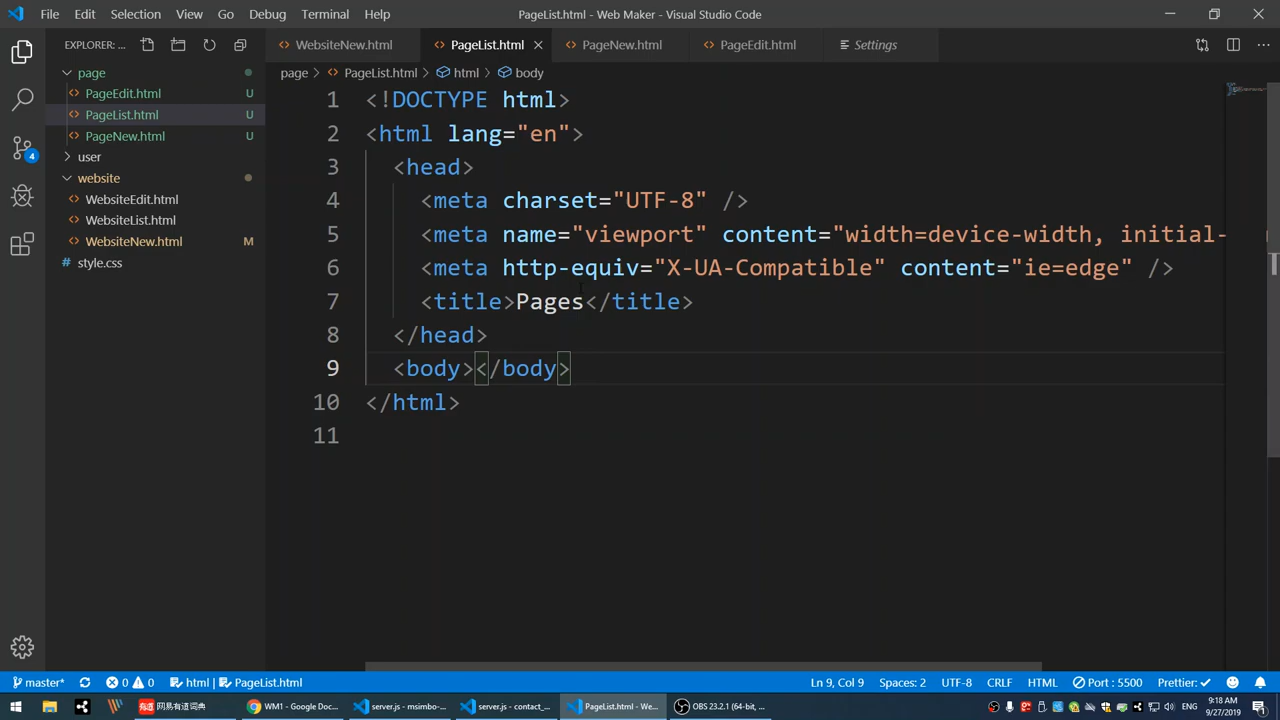 File Edit Selection View Go Debug Terminal Help
PageList.html - Web Maker - Visual Studio Code
EXPLORER: ...
WebsiteNew.html PageList.html PageNew.html PageEdit.html Settings
page > PageList.html > html > body
page
PageEdit.html U
PageList.html U
PageNew.html U
user
website
WebsiteEdit.html
WebsiteList.html
WebsiteNew.html M
style.css
4
1 <!DOCTYPE html>
2 <html lang="en">
3 <head>
4 <meta charset="UTF-8" />
5 <meta name="viewport" content="width=device-width, initial-
6 <meta http-equiv="X-UA-Compatible" content="ie=edge" />
7 <title>Pages</title>
8 </head>
9 <body></body>
10 </html>
11
master* 0 0 html | PageList.html
Ln 9, Col 9 Spaces: 2 UTF-8 CRLF HTML Port : 5500 Prettier: ✓
网易有道词典 WM1 - Google Doc... server.js - msimbo-... server.js - contact_... PageList.html - We... OBS 23.2.1 (64-bit, ...
9:18 AM
9/27/2019